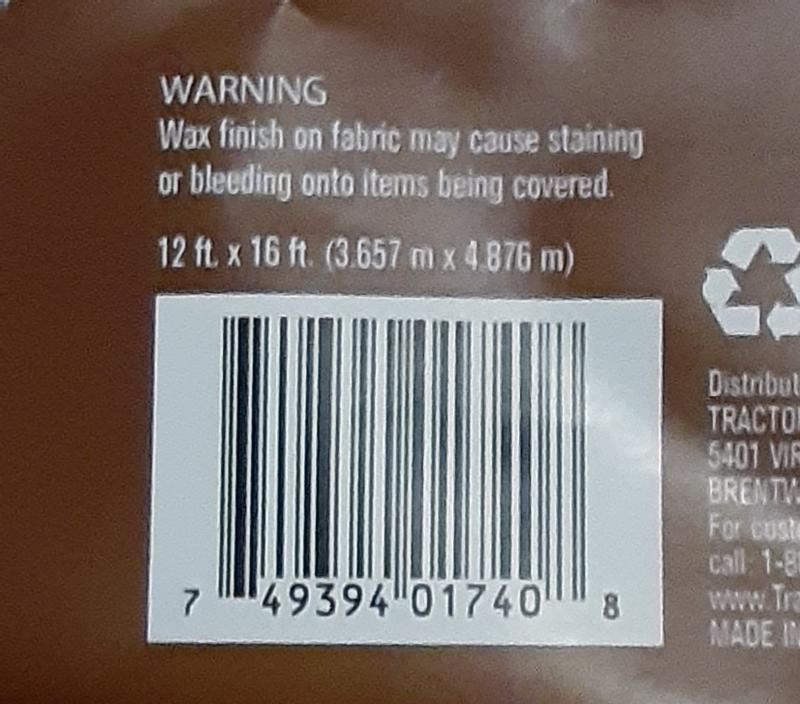 WARNING
Wax finish on fabric may cause staining
or bleeding onto items being covered.
12 ft. x 16 ft. (3.657 m x 4.876 m)
7 49394 01740 8
Distribut
TRACTO
5401 VIR
BRENTW
For custo
call: 1-8
www.Tra
MADE IN